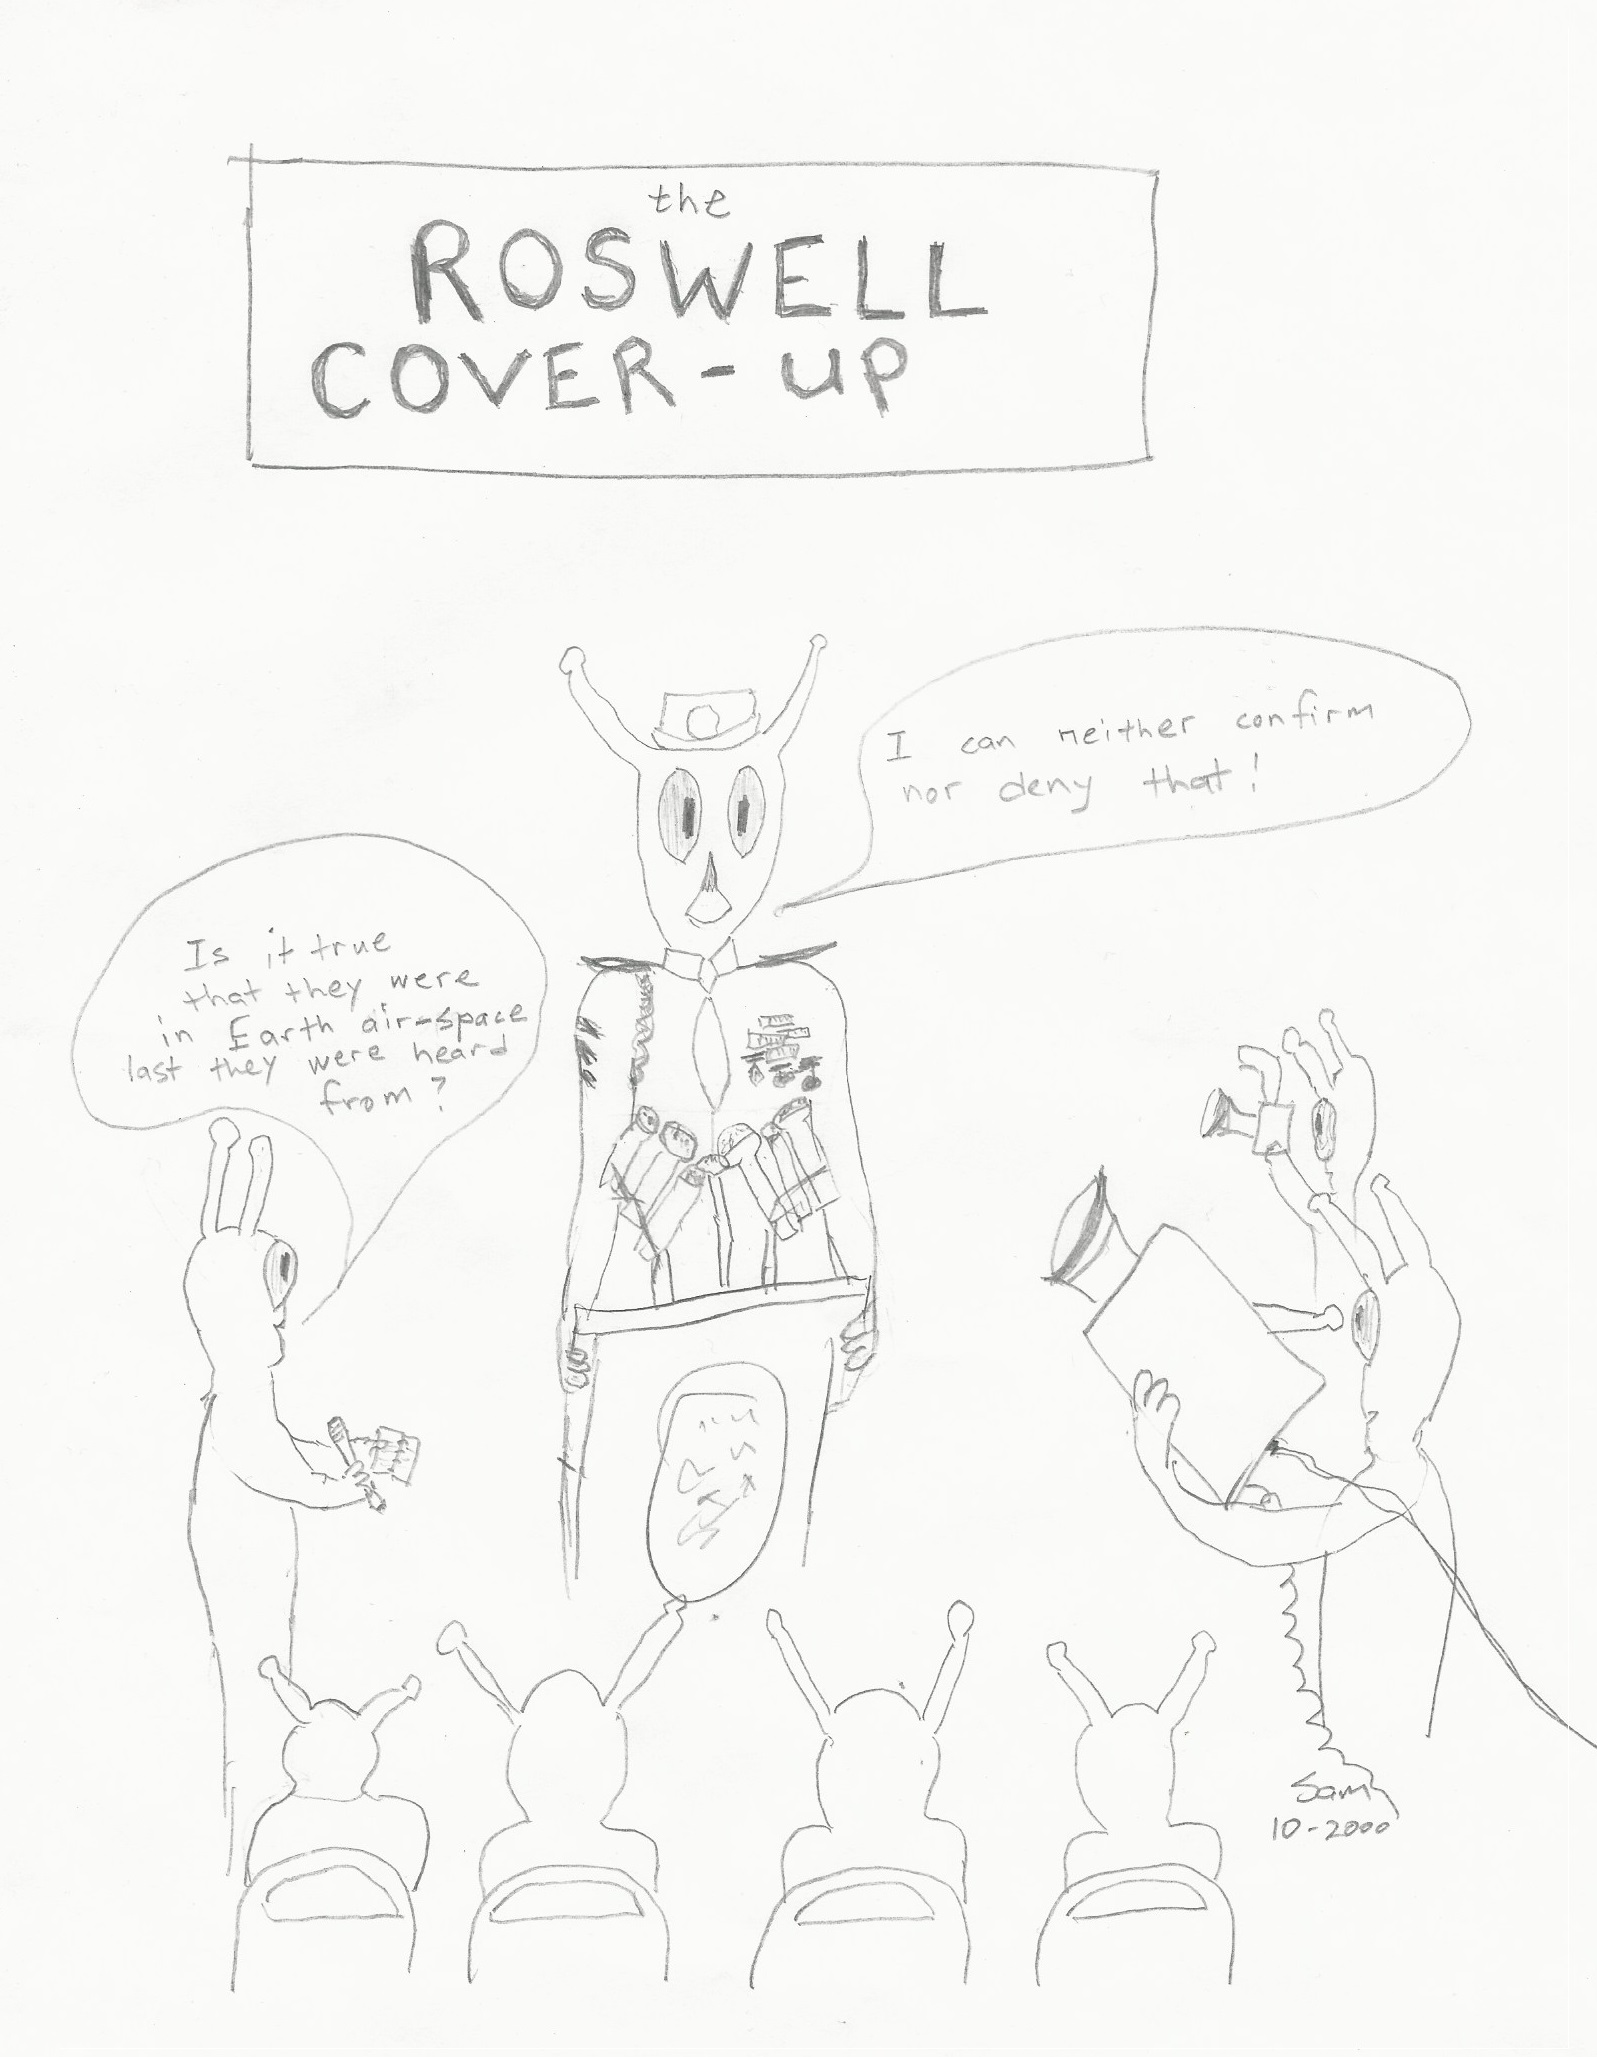 the
ROSWELL
COVER-UP
I can neither confirm
nor deny that!
Is it true
that they were
in Earth air-space
last they were heard
from?
Sam
10-2000